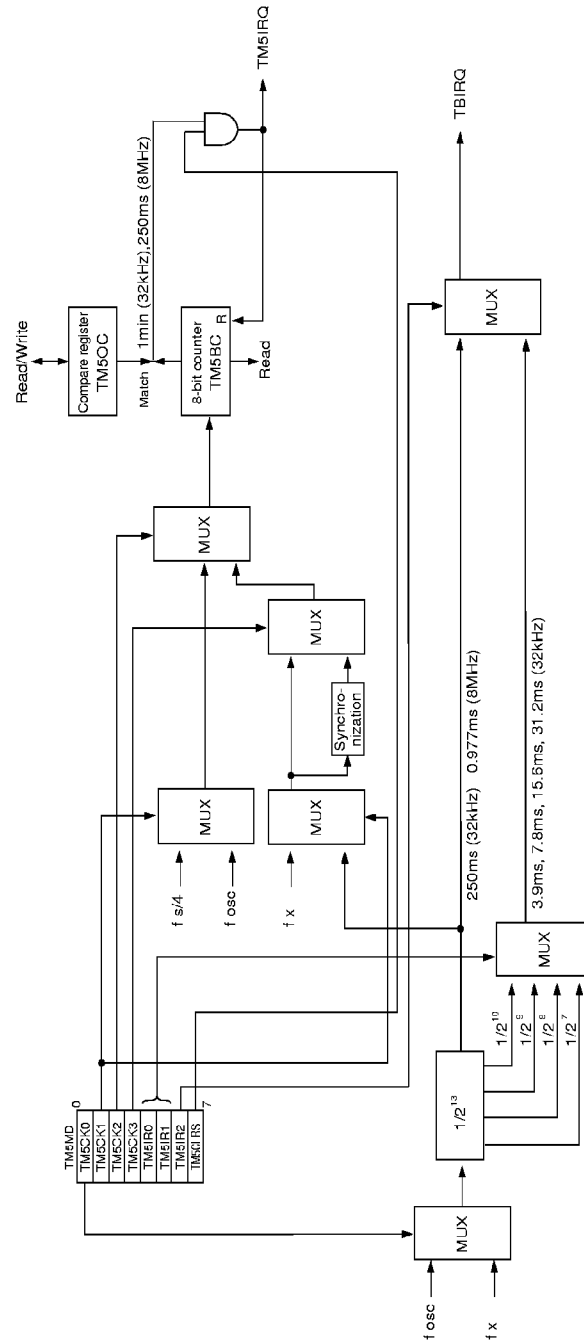 TM5MD
0
TM5CK0
TM5CK1
TM5CK2
TM5CK3
TM5IR0
TM5IR1
TM5IR2
TM5CLRS
7
f osc
f x
MUX
1/2¹³
1/2¹⁰
1/2⁹
1/2⁸
1/2⁷
MUX
f s/4
f osc
MUX
f x
MUX
Synchro-
nization
MUX
MUX
Read/Write
Compare register
TM5OC
Match
1min (32kHz),250ms (8MHz)
8-bit counter
TM5BC
R
Read
TM5IRQ
250ms (32kHz) 0.977ms (8MHz)
3.9ms, 7.8ms, 15.6ms, 31.2ms (32kHz)
MUX
TBIRQ